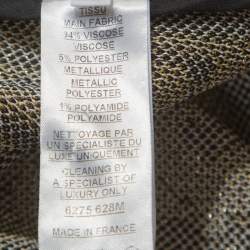 TISSU
MAIN FABRIC
94% VISCOSE
VISCOSE
5% POLYESTER
METALLIQUE
METALLIC
POLYESTER
1% POLYAMIDE
POLYAMIDE
NETTOYAGE PAR
UN SPECIALISTE DU
LUXE UNIQUEMENT
CLEANING BY
A SPECIALIST OF
LUXURY ONLY
6275 628M
MADE IN FRANCE